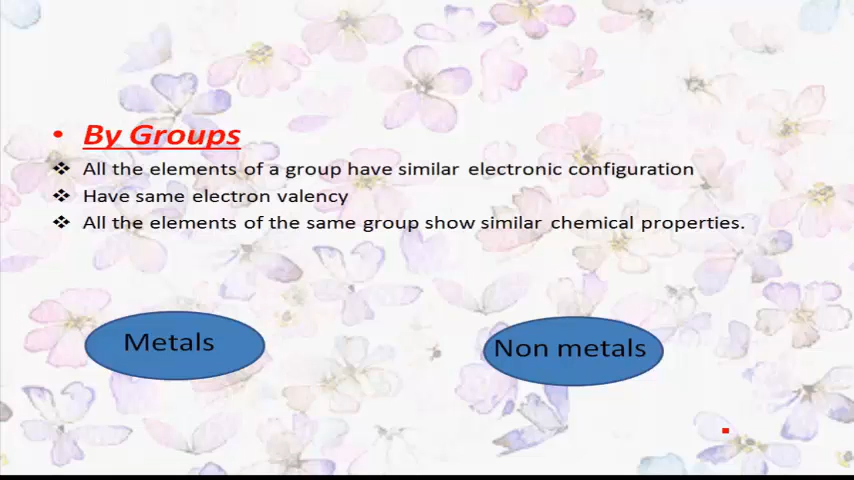 • By Groups
❖ All the elements of a group have similar electronic configuration
❖ Have same electron valency
❖ All the elements of the same group show similar chemical properties.
Metals
Non metals